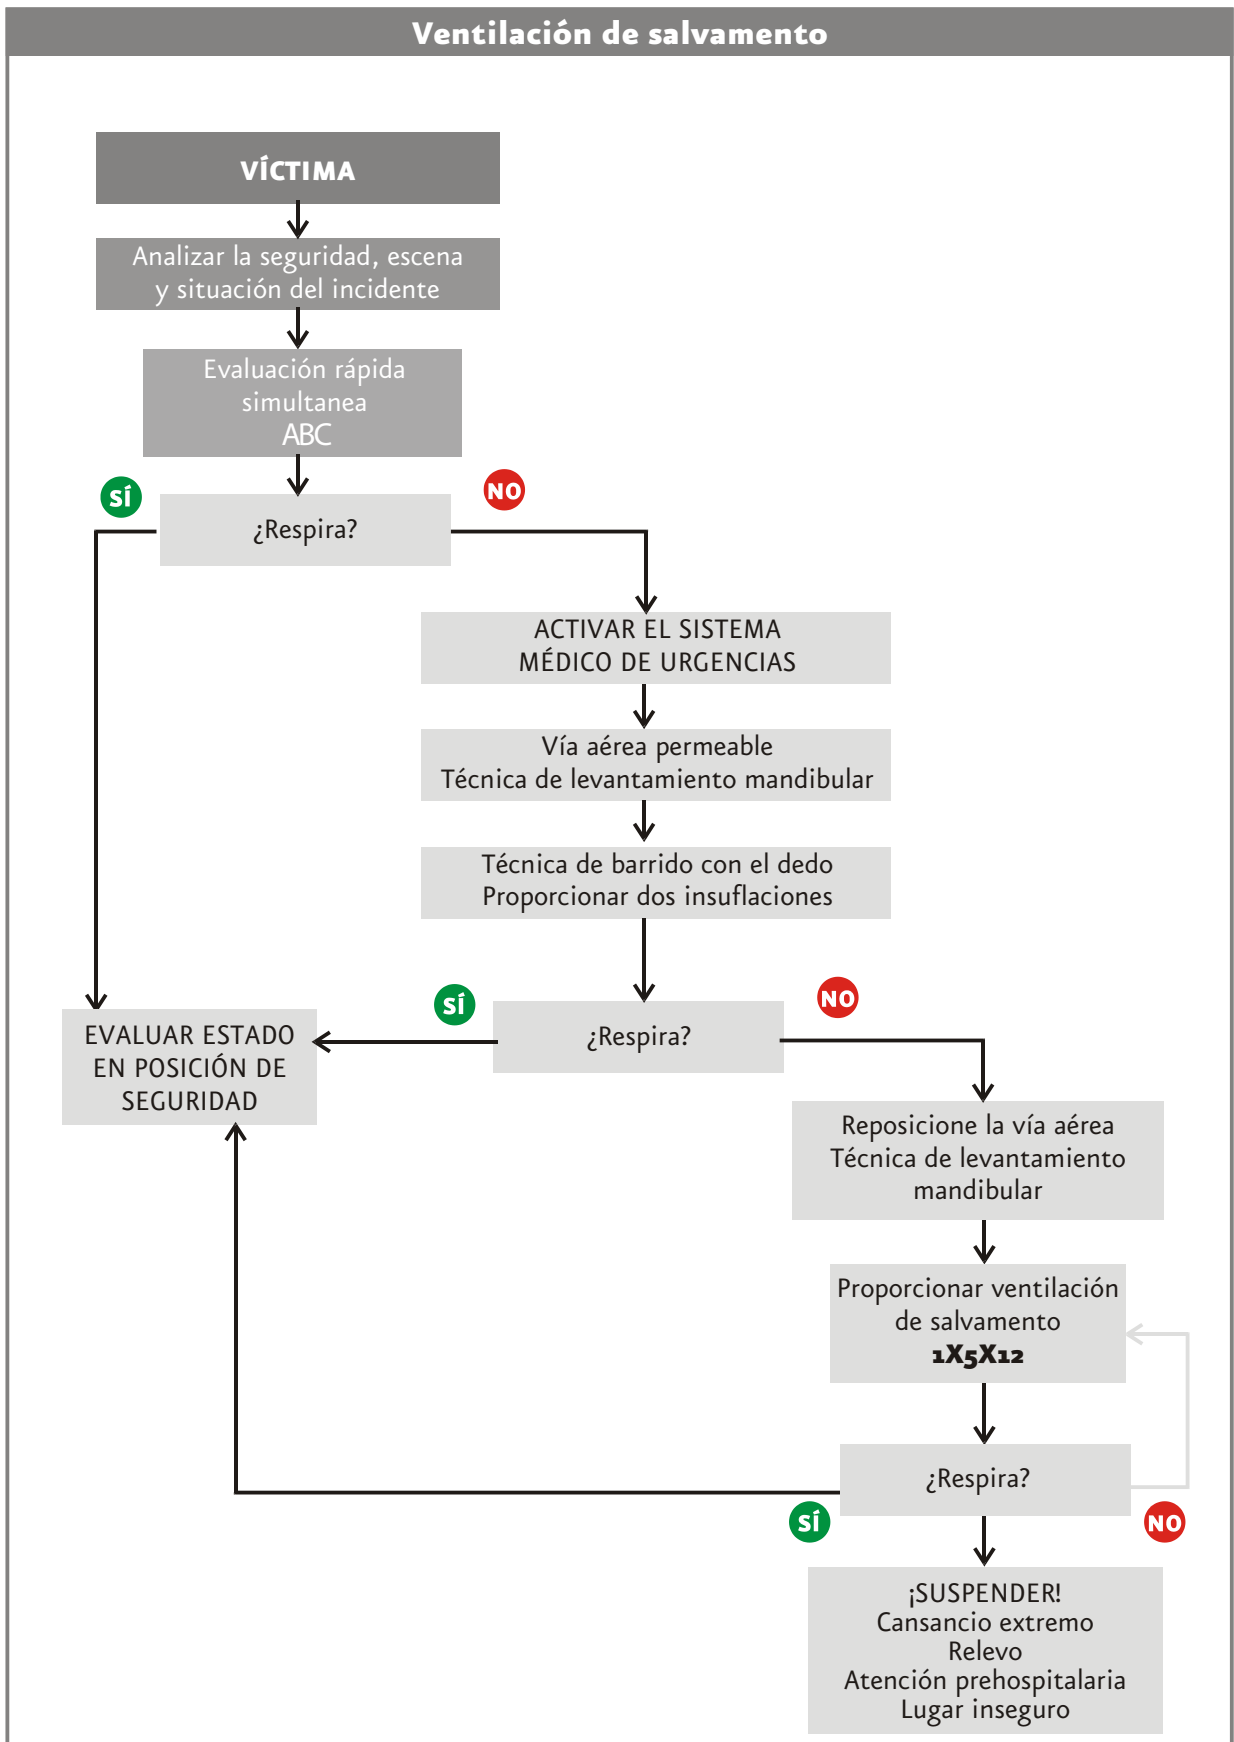 Ventilación de salvamento
VÍCTIMA
Analizar la seguridad, escena
y situación del incidente
Evaluación rápida
simultanea
ABC
SÍ
NO
¿Respira?
ACTIVAR EL SISTEMA
MÉDICO DE URGENCIAS
Vía aérea permeable
Técnica de levantamiento mandibular
Técnica de barrido con el dedo
Proporcionar dos insuflaciones
SÍ
NO
¿Respira?
EVALUAR ESTADO
EN POSICIÓN DE
SEGURIDAD
Reposicione la vía aérea
Técnica de levantamiento
mandibular
Proporcionar ventilación
de salvamento
1X5X12
¿Respira?
SÍ
NO
¡SUSPENDER!
Cansancio extremo
Relevo
Atención prehospitalaria
Lugar inseguro